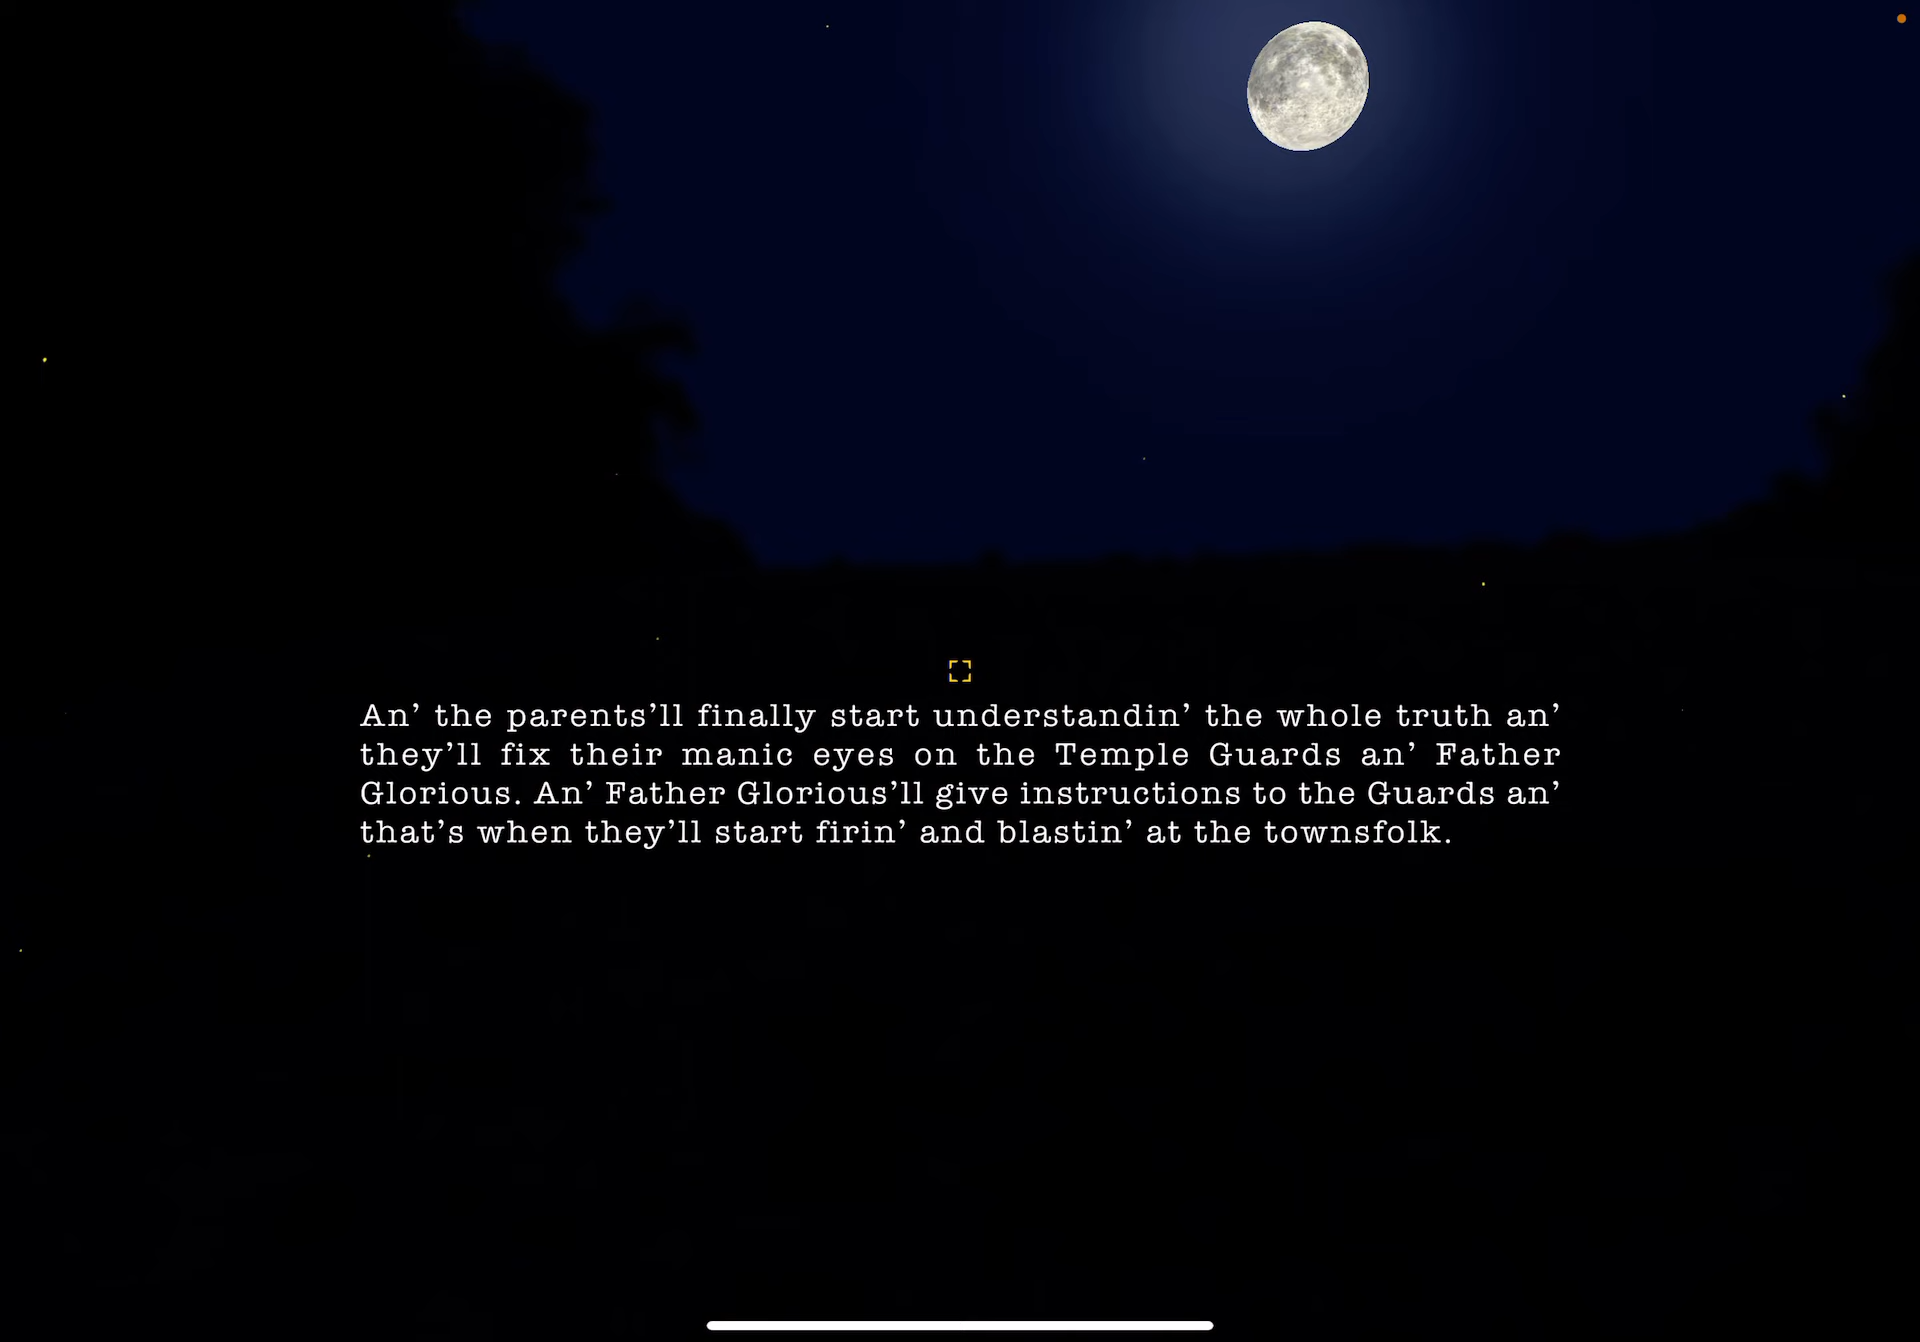 An’ the parents’ll finally start understandin’ the whole truth an’
they’ll fix their manic eyes on the Temple Guards an’ Father
Glorious. An’ Father Glorious’ll give instructions to the Guards an’
that’s when they’ll start firin’ and blastin’ at the townsfolk.